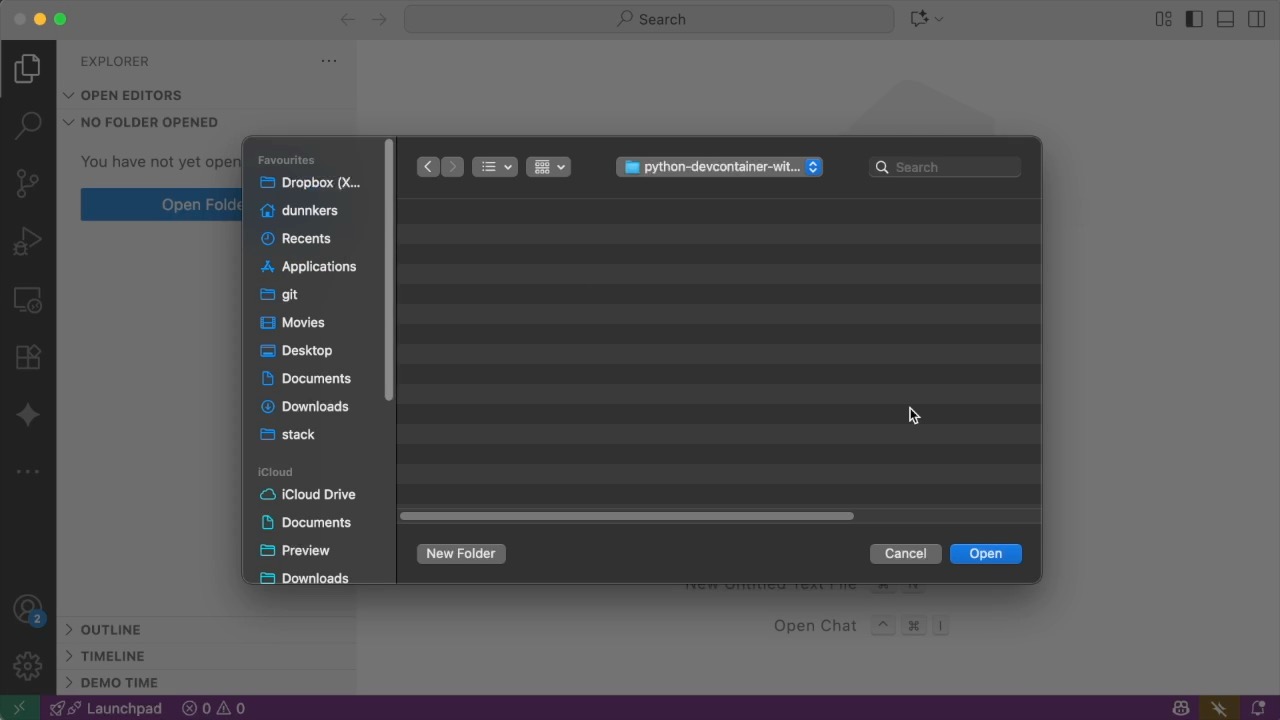 Search
EXPLORER
OPEN EDITORS
NO FOLDER OPENED
You have not yet open
Open Folde
Favourites
Dropbox (X...
dunnkers
Recents
Applications
git
Movies
Desktop
Documents
Downloads
stack
iCloud
iCloud Drive
Documents
Preview
Downloads
python-devcontainer-wit...
Search
New Folder
Cancel
Open
New Untitled Text File ⌘ N
Open Chat ^ ⌘ I
OUTLINE
TIMELINE
DEMO TIME
2
Launchpad 0 0